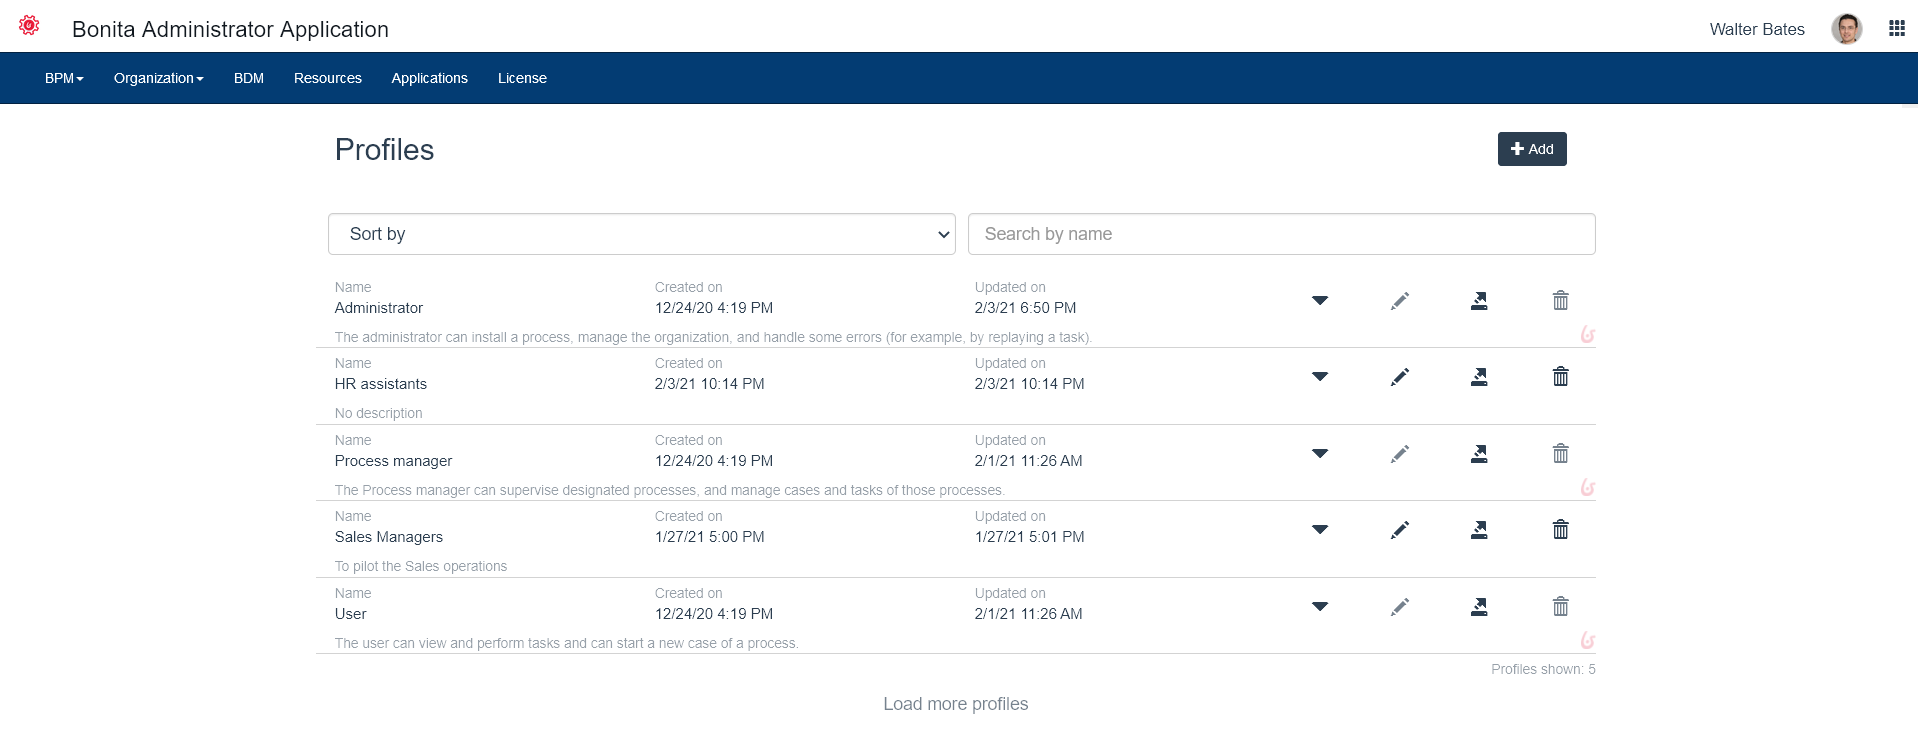 Bonita Administrator Application
Walter Bates
BPM Organization BDM Resources Applications License
Profiles
Add
Sort by
Search by name
Name Created on Updated on
Administrator 12/24/20 4:19 PM 2/3/21 6:50 PM
The administrator can install a process, manage the organization, and handle some errors (for example, by replaying a task).
Name Created on Updated on
HR assistants 2/3/21 10:14 PM 2/3/21 10:14 PM
No description
Name Created on Updated on
Process manager 12/24/20 4:19 PM 2/1/21 11:26 AM
The Process manager can supervise designated processes, and manage cases and tasks of those processes.
Name Created on Updated on
Sales Managers 1/27/21 5:00 PM 1/27/21 5:01 PM
To pilot the Sales operations
Name Created on Updated on
User 12/24/20 4:19 PM 2/1/21 11:26 AM
The user can view and perform tasks and can start a new case of a process.
Profiles shown: 5
Load more profiles